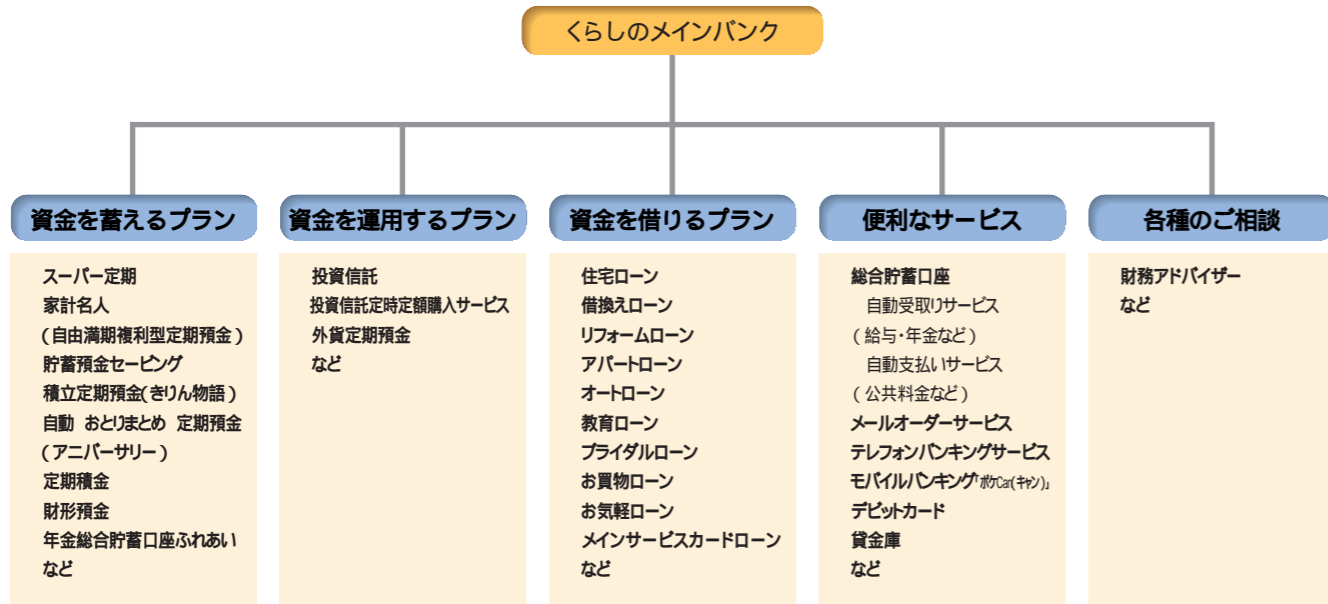 くらしのメインバンク
資金を蓄えるプラン
スーパー定期
家計名人
(自由満期複利型定期預金)
貯蓄預金セービング
積立定期預金(きりん物語)
自動 おとりまとめ 定期預金
(アニバーサリー)
定期積金
財形預金
年金総合貯蓄口座ふれあい
など
資金を運用するプラン
投資信託
投資信託定時定額購入サービス
外貨定期預金
など
資金を借りるプラン
住宅ローン
借換えローン
リフォームローン
アパートローン
オートローン
教育ローン
ブライダルローン
お買物ローン
お気軽ローン
メインサービスカードローン
など
便利なサービス
総合貯蓄口座
自動受取りサービス
(給与・年金など)
自動支払いサービス
(公共料金など)
メールオーダーサービス
テレフォンバンキングサービス
モバイルバンキング「ポケCan(キャン)」
デビットカード
貸金庫
など
各種のご相談
財務アドバイザー
など